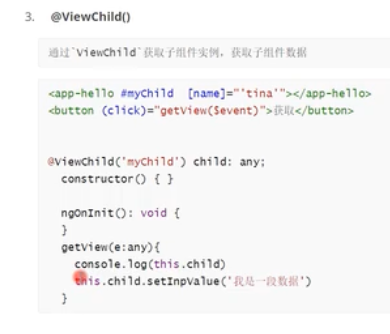 3. @ViewChild()
通过`ViewChild`获取子组件实例，获取子组件数据
<app-hello #myChild  [name]="'tina'"></app-hello>
<button (click)="getView($event)">获取</button>
@ViewChild('myChild') child: any;
constructor() { }
ngOnInit(): void {
}
getView(e:any){
console.log(this.child)
this.child.setInpValue('我是一段数据')
}